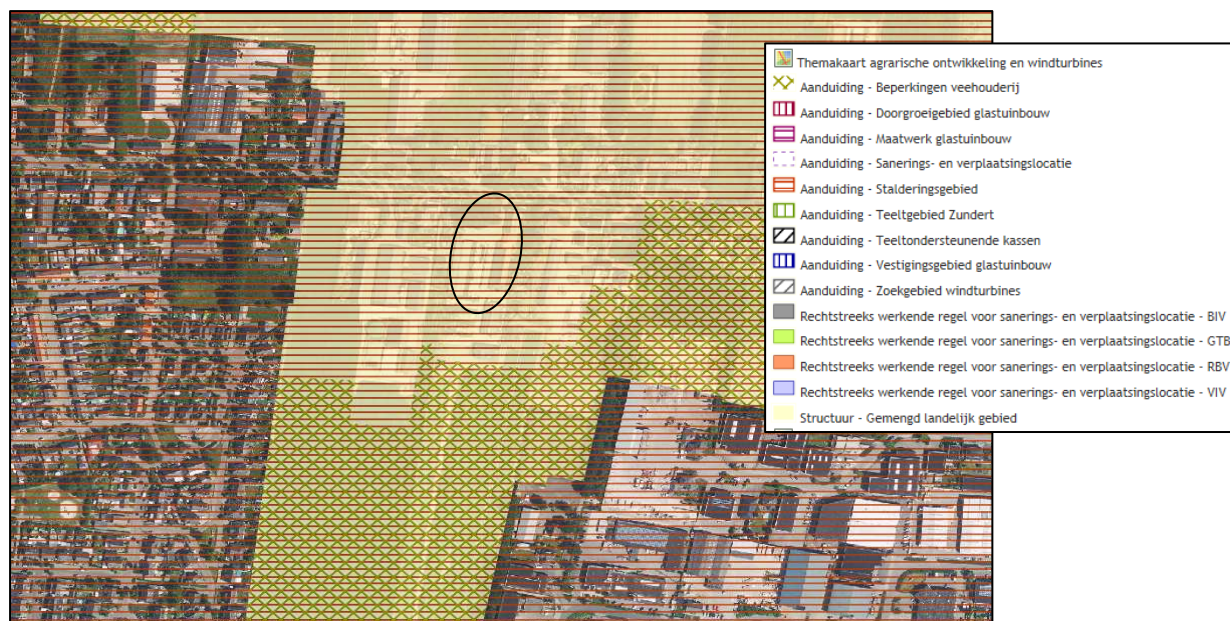 Themakaart agrarische ontwikkeling en windturbines
Aanduiding - Beperkingen veehouderij
Aanduiding - Doorgroeigebied glastuinbouw
Aanduiding - Maatwerk glastuinbouw
Aanduiding - Sanerings- en verplaatsingslocatie
Aanduiding - Stalderingsgebied
Aanduiding - Teeltgebied Zundert
Aanduiding - Teeltondersteunende kassen
Aanduiding - Vestigingsgebied glastuinbouw
Aanduiding - Zoekgebied windturbines
Rechtstreeks werkende regel voor sanerings- en verplaatsingslocatie - BIV
Rechtstreeks werkende regel voor sanerings- en verplaatsingslocatie - GTB
Rechtstreeks werkende regel voor sanerings- en verplaatsingslocatie - RBV
Rechtstreeks werkende regel voor sanerings- en verplaatsingslocatie - VIV
Structuur - Gemengd landelijk gebied